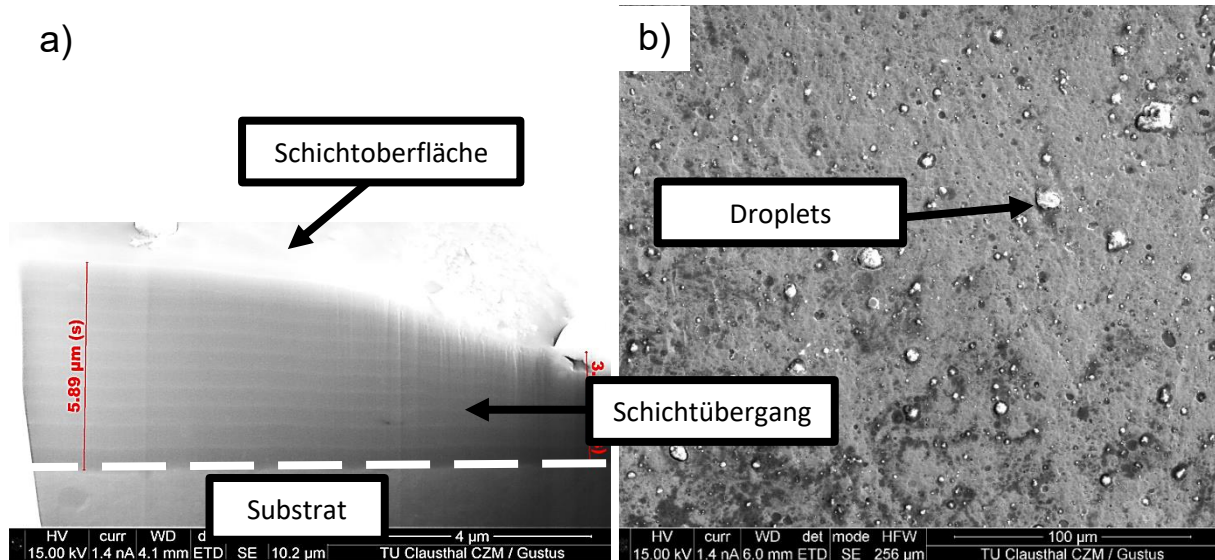 a)
Schichtoberfläche
5.89 µm (s)
3.
Schichtübergang
Substrat
HV curr WD d 4 µm
15.00 kV 1.4 nA 4.1 mm ETD SE 10.2 µm TU Clausthal CZM / Gustus
b)
Droplets
HV curr WD det mode HFW 100 µm
15.00 kV 1.4 nA 6.0 mm ETD SE 256 µm TU Clausthal CZM / Gustus